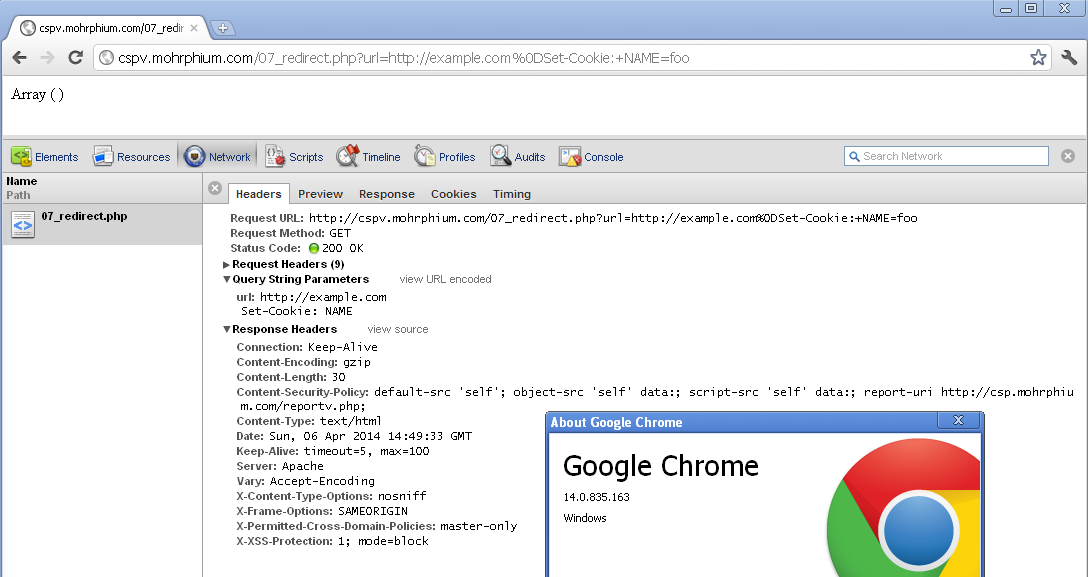 cspv.mohrphium.com/07_redir
cspv.mohrphium.com/07_redirect.php?url=http://example.com%0DSet-Cookie:+NAME=foo
Array ( )
Elements Resources Network Scripts Timeline Profiles Audits Console Search Network
Name
Path
07_redirect.php
Headers Preview Response Cookies Timing
Request URL: http://cspv.mohrphium.com/07_redirect.php?url=http://example.com%0DSet-Cookie:+NAME=foo
Request Method: GET
Status Code: 200 OK
Request Headers (9)
Query String Parameters view URL encoded
url: http://example.com
Set-Cookie: NAME
Response Headers view source
Connection: Keep-Alive
Content-Encoding: gzip
Content-Length: 30
Content-Security-Policy: default-src 'self'; object-src 'self' data:; script-src 'self' data:; report-uri http://csp.mohrphiu
m.com/reportv.php;
Content-Type: text/html
Date: Sun, 06 Apr 2014 14:49:33 GMT
Keep-Alive: timeout=5, max=100
Server: Apache
Vary: Accept-Encoding
X-Content-Type-Options: nosniff
X-Frame-Options: SAMEORIGIN
X-Permitted-Cross-Domain-Policies: master-only
X-XSS-Protection: 1; mode=block
About Google Chrome
Google Chrome
14.0.835.163
Windows